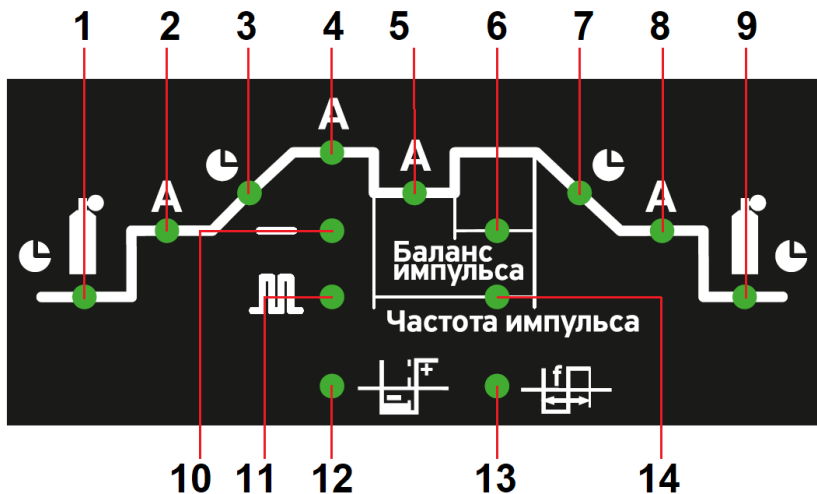 1 2 3 4 5 6 7 8 9
A
A
A A
Баланс
импульса
Частота импульса
f
+
-
10 11 12 13 14